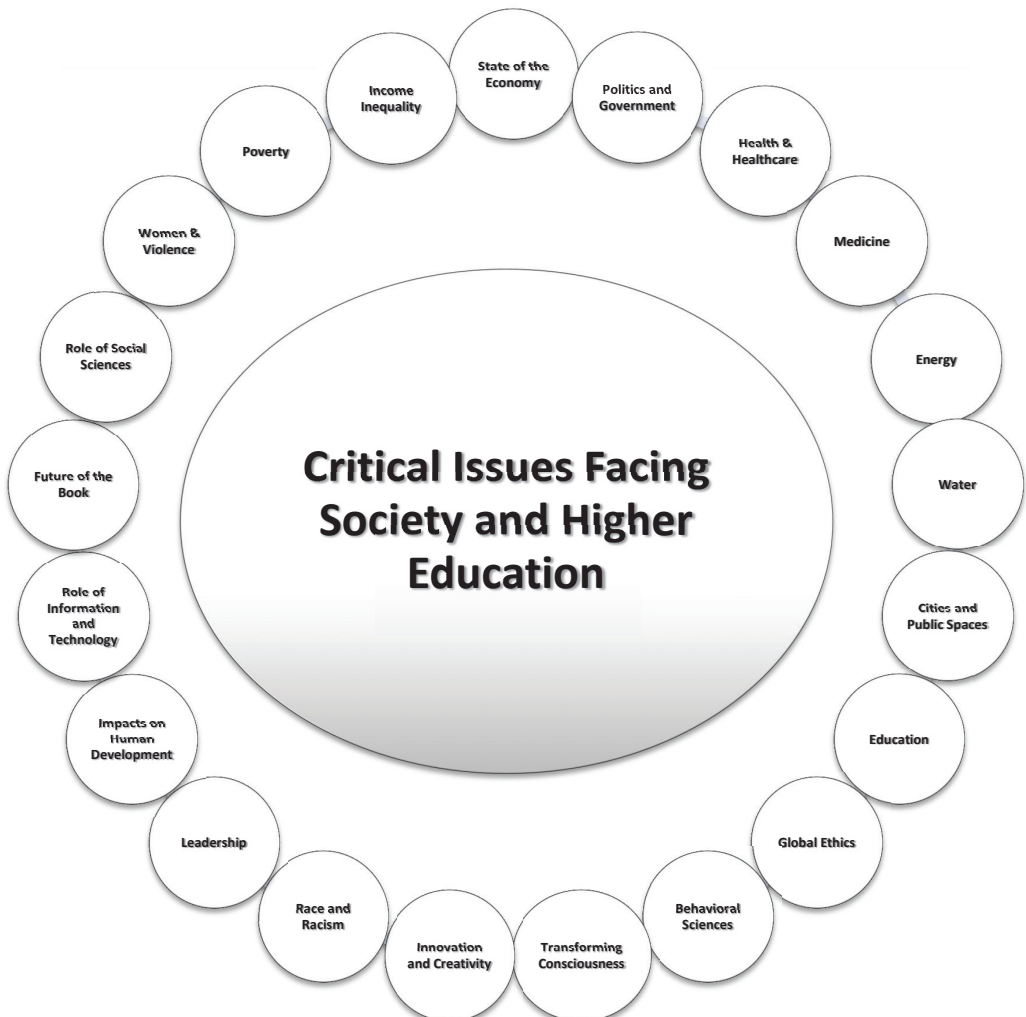 State of the
Economy
Politics and
Government
Health &
Healthcare
Medicine
Energy
Water
Cities and
Public Spaces
Education
Global Ethics
Behavioral
Sciences
Transforming
Consciousness
Innovation
and Creativity
Race and
Racism
Leadership
Impacts on
Human
Development
Role of
Information
and
Technology
Future of the
Book
Role of Social
Sciences
Women &
Violence
Poverty
Income
Inequality
Critical Issues Facing
Society and Higher
Education